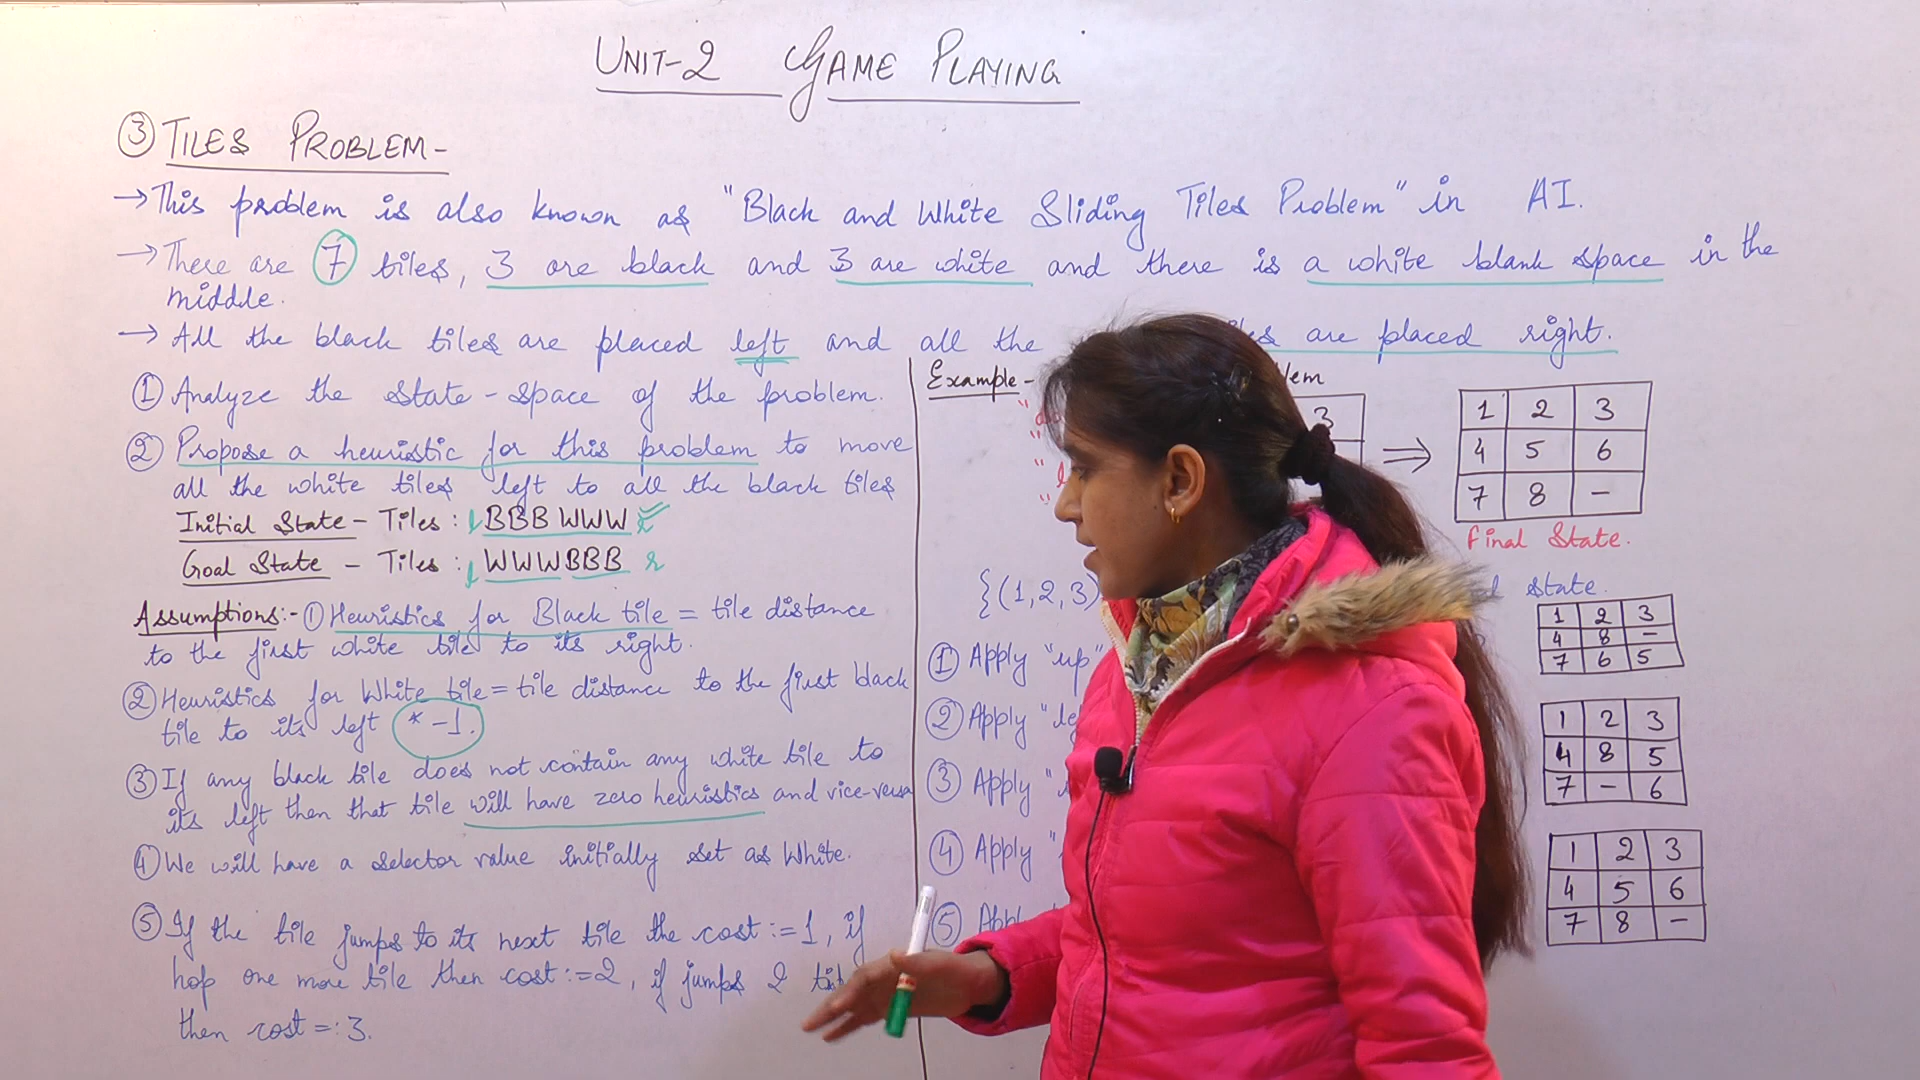 UNIT-2 GAME PLAYING
③ TILES PROBLEM-
→ This problem is also known as "Black and White Sliding Tiles Problem" in AI.
→ There are 7 tiles, 3 are black and 3 are white and there is a white blank space in the
middle.
→ All the black tiles are placed left and all the are placed right.
① Analyze the state-space of the problem.
② Propose a heuristic for this problem to move
all the white tiles left to all the black tiles
Initial State - Tiles: BBB WWW
Goal State - Tiles: WWWBBB
Assumptions:- ① Heuristics for Black tile = tile distance
to the first white tile to its right.
② Heuristics for White tile = tile distance to the first black
tile to its left * -1.
③ If any black tile does not contain any white tile to
its left then that tile will have zero heuristics and vice-versa
④ We will have a selector value initially set as White.
⑤ If the tile jumps to its next tile the cost:=1, if
hop one more tile then cost:=2, if jumps 2
then cost=:3.
Example-
3
⇒
1 2 3
4 5 6
7 8 -
Final State.
{(1,2,3)
state.
① Apply "up"
② Apply
③ Apply
④ Apply
⑤
1 2 3
4 8 -
7 6 5
1 2 3
4 8 5
7 - 6
1 2 3
4 5 6
7 8 -